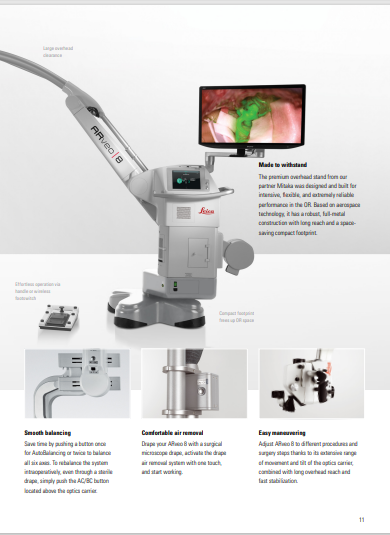 Large overhead
clearance
ARveo 8
Leica
Made to withstand
The premium overhead stand from our
partner Mitaka was designed and built for
intensive, flexible, and extremely reliable
performance in the OR. Based on aerospace
technology, it has a robust, full-metal
construction with long reach and a space-
saving compact footprint.
Effortless operation via
handle or wireless
footswitch
Compact footprint
frees up OR space
Smooth balancing
Save time by pushing a button once
for AutoBalancing or twice to balance
all six axes. To rebalance the system
intraoperatively, even through a sterile
drape, simply push the AC/BC button
located above the optics carrier.
Comfortable air removal
Drape your ARveo 8 with a surgical
microscope drape, activate the drape
air removal system with one touch,
and start working.
Easy maneuvering
Adjust ARveo 8 to different procedures and
surgery steps thanks to its extensive range
of movement and tilt of the optics carrier,
combined with long overhead reach and
fast stabilization.
11